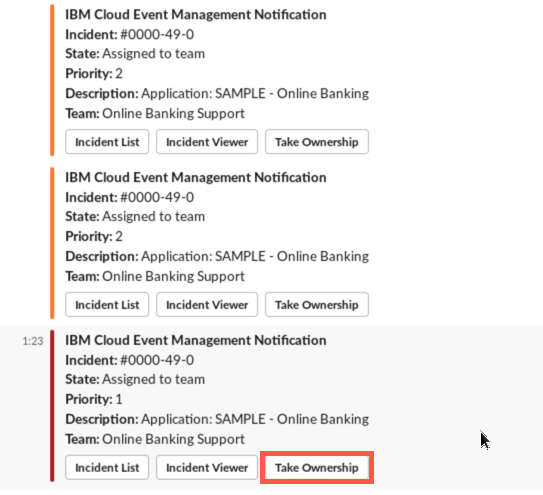 IBM Cloud Event Management Notification
Incident: #0000-49-0
State: Assigned to team
Priority: 2
Description: Application: SAMPLE - Online Banking
Team: Online Banking Support
Incident List Incident Viewer Take Ownership
IBM Cloud Event Management Notification
Incident: #0000-49-0
State: Assigned to team
Priority: 2
Description: Application: SAMPLE - Online Banking
Team: Online Banking Support
Incident List Incident Viewer Take Ownership
1:23 IBM Cloud Event Management Notification
Incident: #0000-49-0
State: Assigned to team
Priority: 1
Description: Application: SAMPLE - Online Banking
Team: Online Banking Support
Incident List Incident Viewer Take Ownership